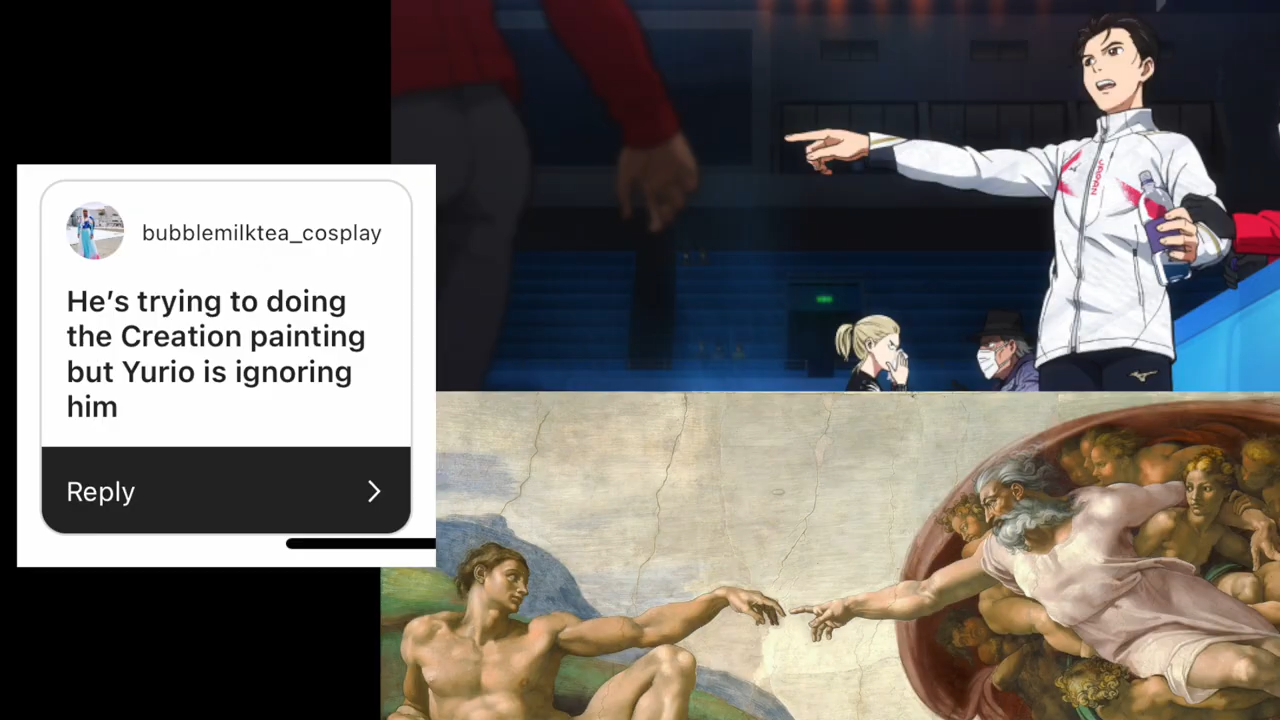 bubblemilktea_cosplay
He's trying to doing
the Creation painting
but Yurio is ignoring
him
Reply
JAPAN